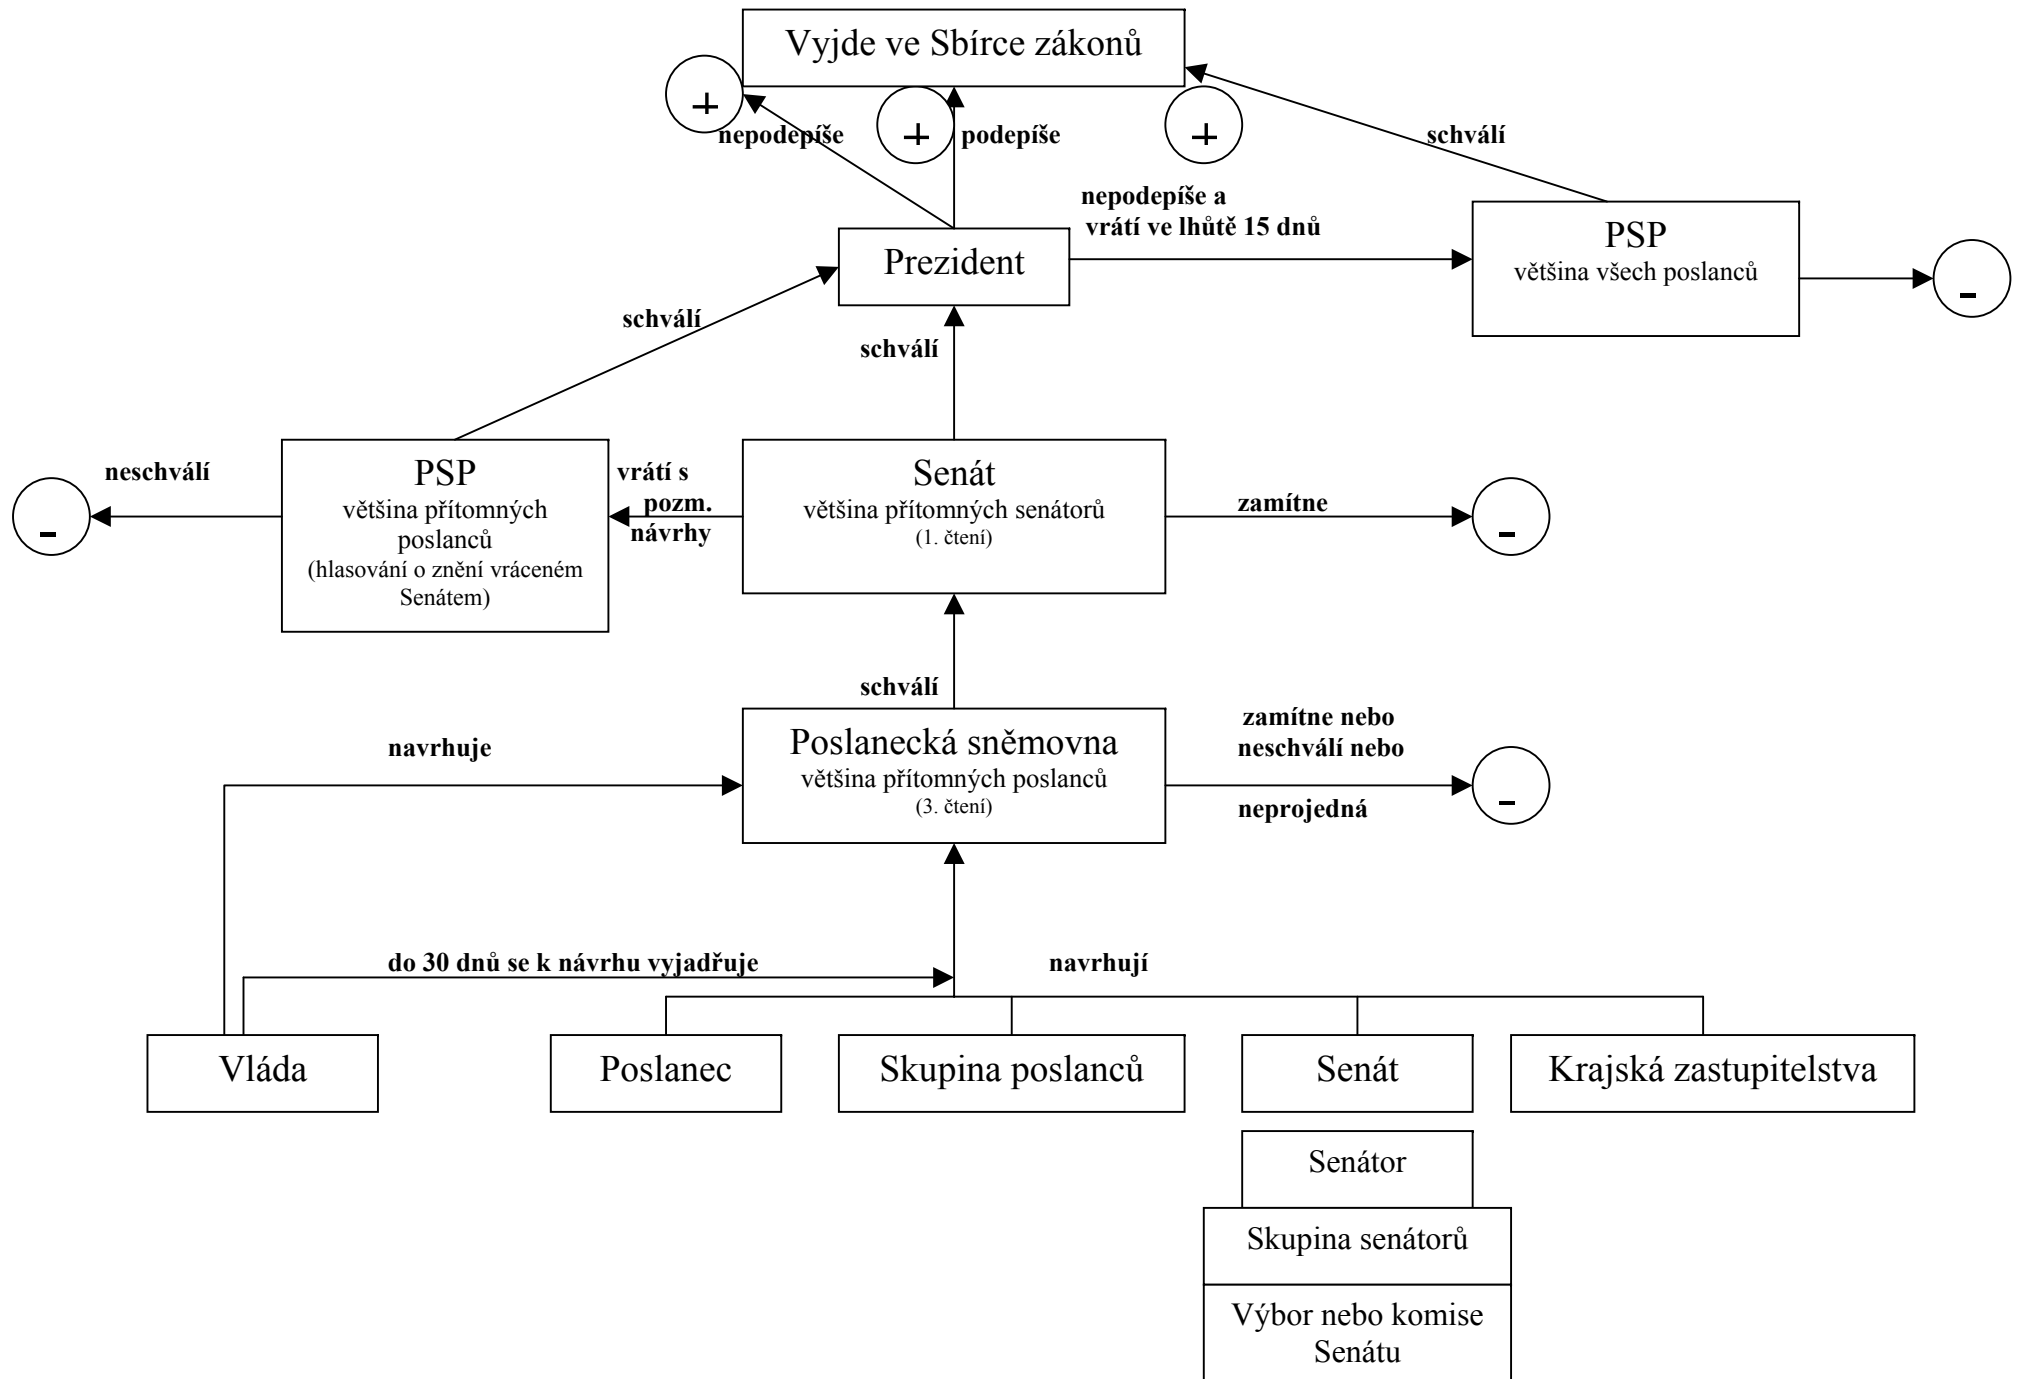 Vyjde ve Sbírce zákonů
+
+
+
nepodepíše
podepíše
schválí
nepodepíše a
vrátí ve lhůtě 15 dnů
Prezident
PSP
většina všech poslanců
-
schválí
schválí
neschválí
-
PSP
většina přítomných
poslanců
(hlasování o znění vráceném
Senátem)
vrátí s
pozm.
návrhy
Senát
většina přítomných senátorů
(1. čtení)
zamítne
-
schválí
navrhuje
Poslanecká sněmovna
většina přítomných poslanců
(3. čtení)
zamítne nebo
neschválí nebo
neprojedná
-
do 30 dnů se k návrhu vyjadřuje
navrhují
Vláda
Poslanec
Skupina poslanců
Senát
Krajská zastupitelstva
Senátor
Skupina senátorů
Výbor nebo komise
Senátu